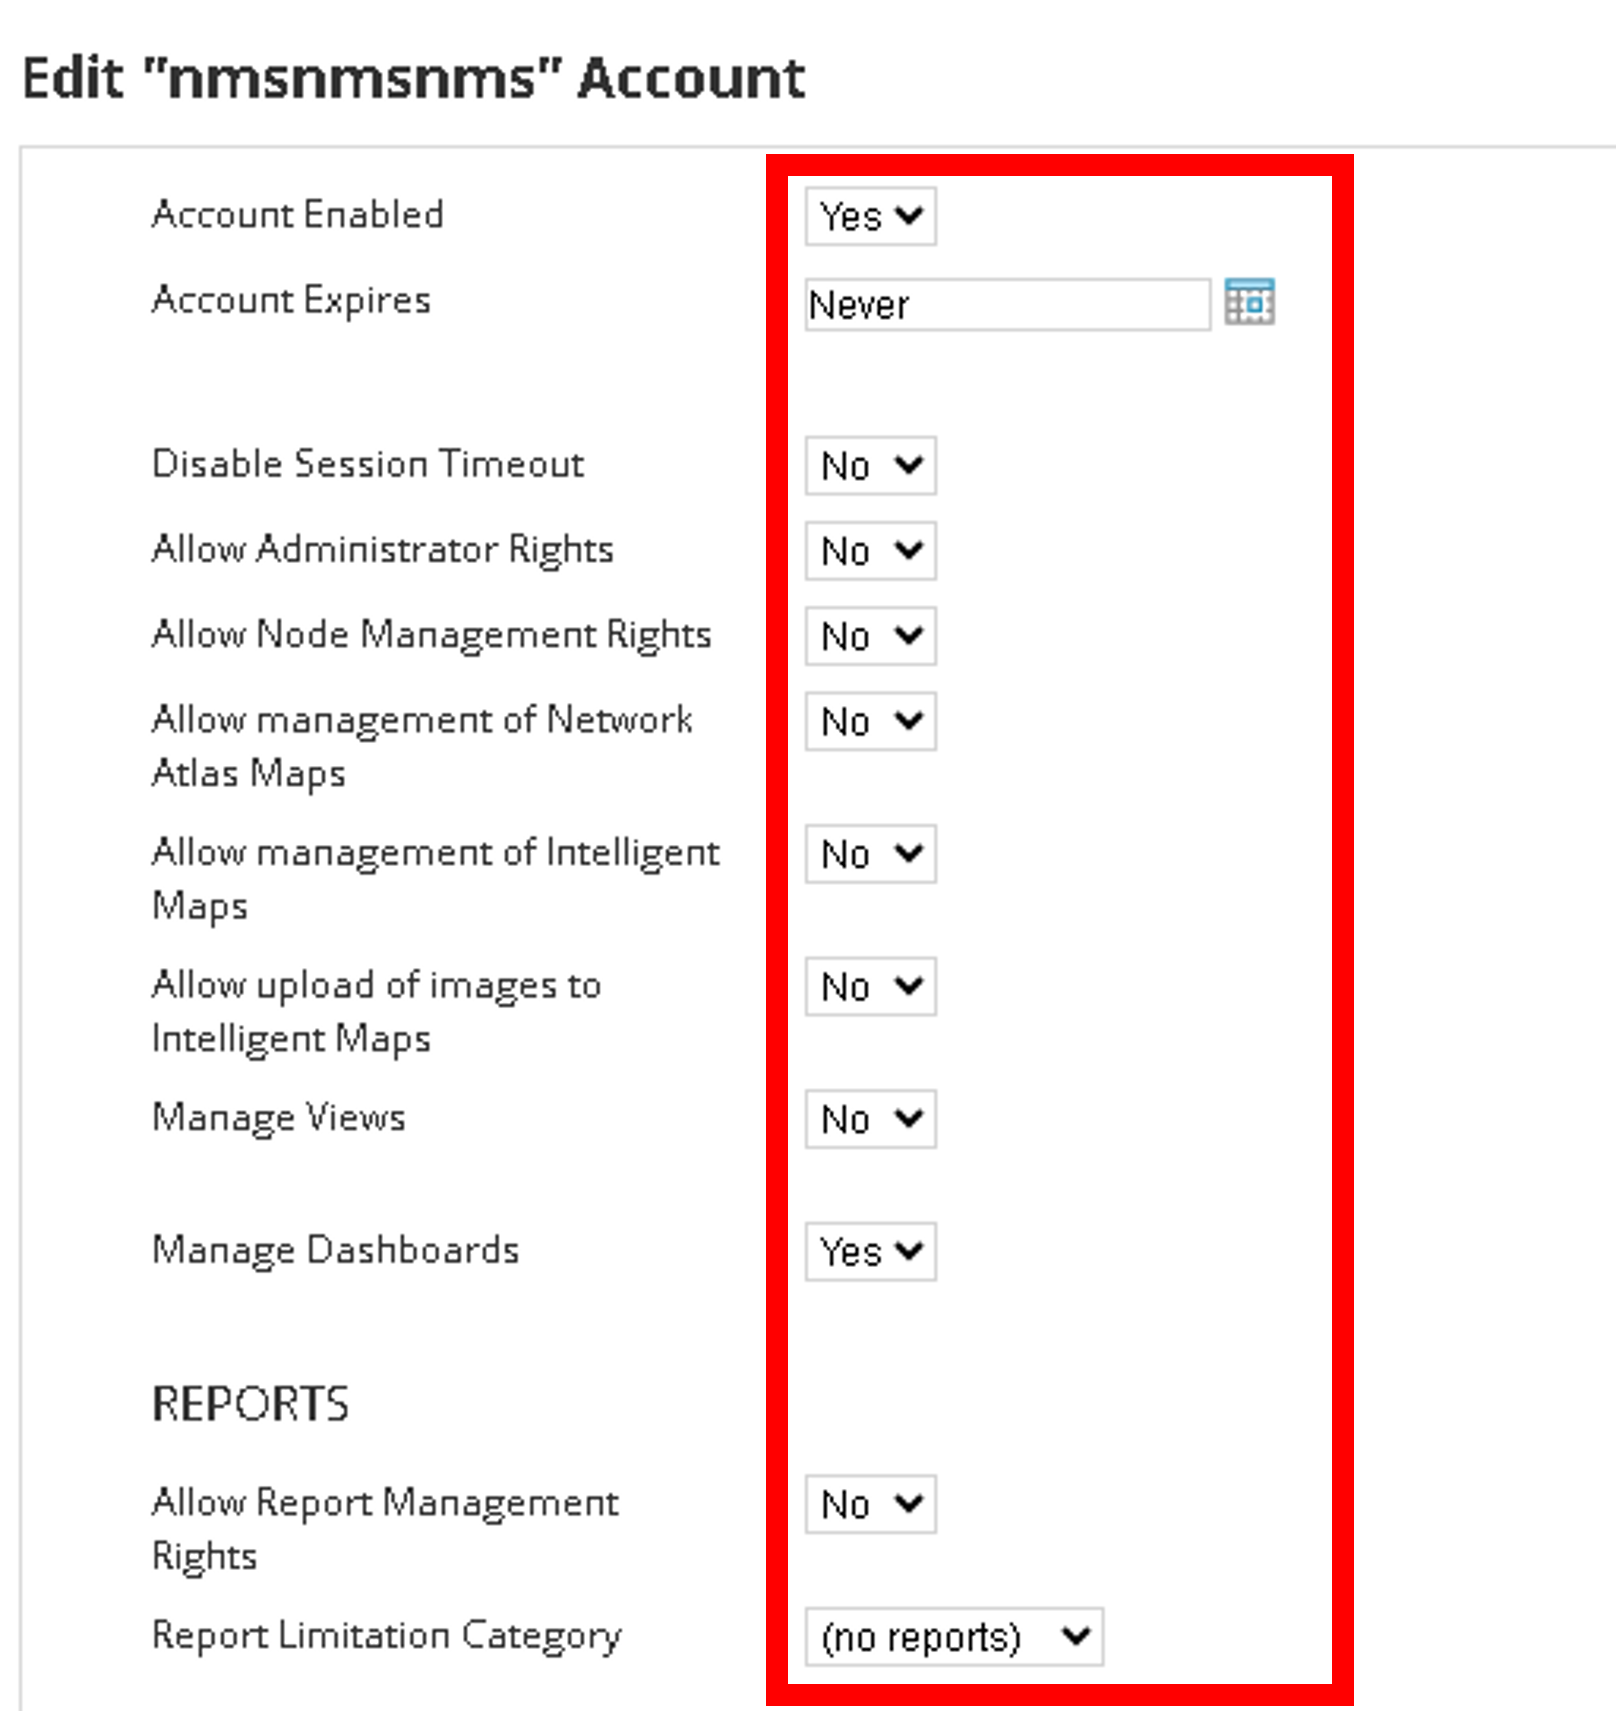 Edit "nmsnmsnms" Account
Account Enabled Yes
Account Expires Never
Disable Session Timeout No
Allow Administrator Rights No
Allow Node Management Rights No
Allow management of Network No
Atlas Maps
Allow management of Intelligent No
Maps
Allow upload of images to No
Intelligent Maps
Manage Views No
Manage Dashboards Yes
REPORTS
Allow Report Management No
Rights
Report Limitation Category (no reports)